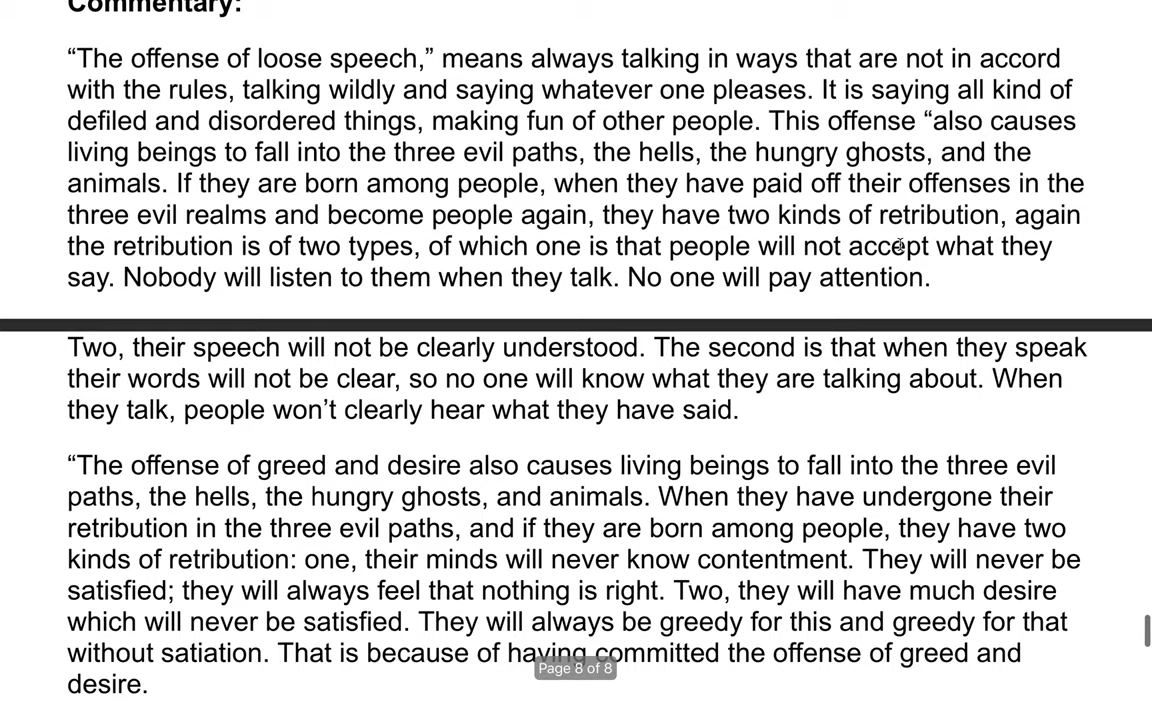 Commentary:
“The offense of loose speech,” means always talking in ways that are not in accord
with the rules, talking wildly and saying whatever one pleases. It is saying all kind of
defiled and disordered things, making fun of other people. This offense “also causes
living beings to fall into the three evil paths, the hells, the hungry ghosts, and the
animals. If they are born among people, when they have paid off their offenses in the
three evil realms and become people again, they have two kinds of retribution, again
the retribution is of two types, of which one is that people will not accept what they
say. Nobody will listen to them when they talk. No one will pay attention.
Two, their speech will not be clearly understood. The second is that when they speak
their words will not be clear, so no one will know what they are talking about. When
they talk, people won’t clearly hear what they have said.
“The offense of greed and desire also causes living beings to fall into the three evil
paths, the hells, the hungry ghosts, and animals. When they have undergone their
retribution in the three evil paths, and if they are born among people, they have two
kinds of retribution: one, their minds will never know contentment. They will never be
satisfied; they will always feel that nothing is right. Two, they will have much desire
which will never be satisfied. They will always be greedy for this and greedy for that
without satiation. That is because of having committed the offense of greed and
desire.
Page 8 of 8